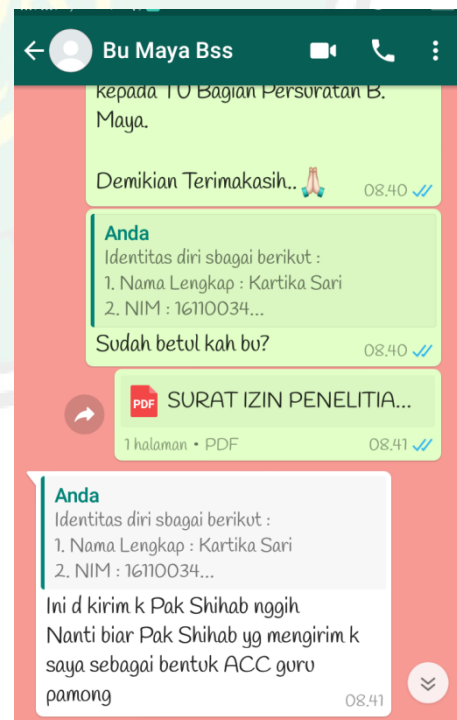 Bu Maya Bss
kepada TU Bagian Persuratan B.
Maya.
Demikian Terimakasih..
08.40
Anda
Identitas diri sbagai berikut :
1. Nama Lengkap : Kartika Sari
2. NIM : 16110034...
Sudah betul kah bu?
08.40
PDF SURAT IZIN PENELITIA...
1 halaman • PDF 08.41
Anda
Identitas diri sbagai berikut :
1. Nama Lengkap : Kartika Sari
2. NIM : 16110034...
Ini d kirim k Pak Shihab nggih
Nanti biar Pak Shihab yg mengirim k
saya sebagai bentuk ACC guru
pamong
08.41